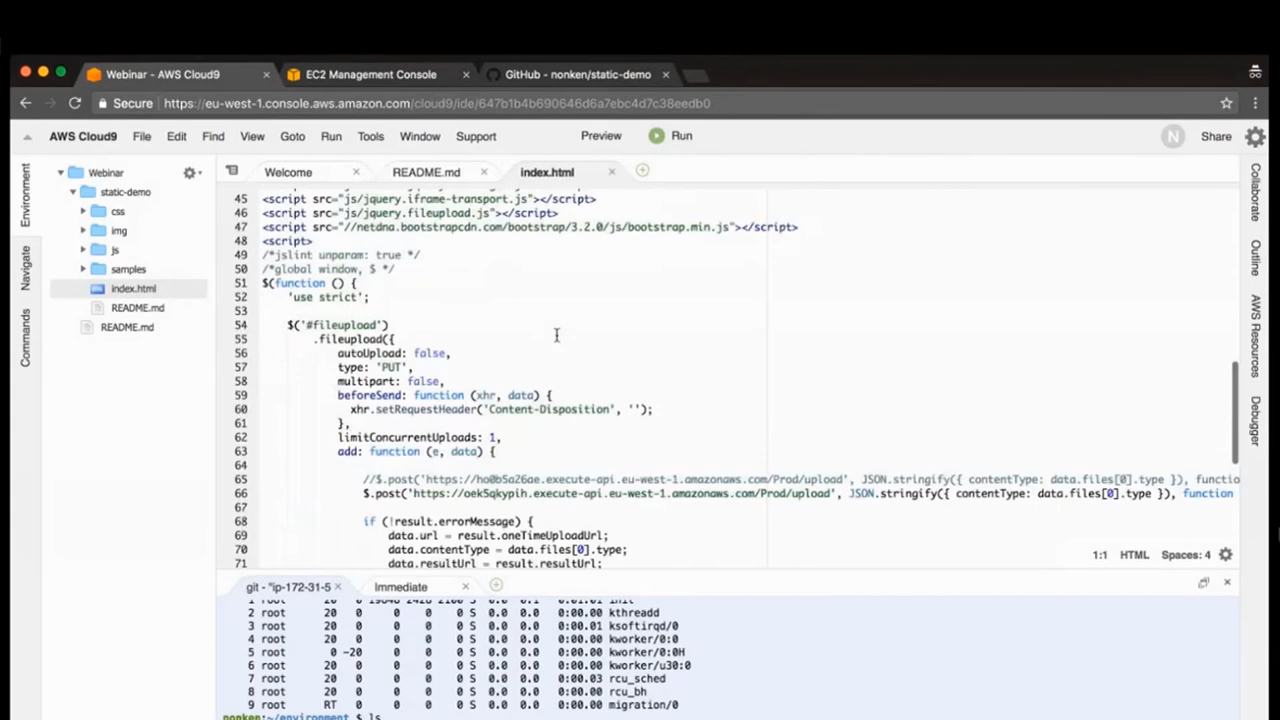 Webinar - AWS Cloud9 × EC2 Management Console × GitHub - nonken/static-demo ×
Secure https://eu-west-1.console.aws.amazon.com/cloud9/ide/647b1b4b690646d6a7ebc4d7c38eedb0
AWS Cloud9 File Edit Find View Goto Run Tools Window Support Preview Run N Share
Environment
Navigate
Commands
Webinar
static-demo
css
img
js
samples
index.html
README.md
README.md
Welcome × README.md × index.html ×
45 <script src="js/jquery.iframe-transport.js"></script>
46 <script src="js/jquery.fileupload.js"></script>
47 <script src="//netdna.bootstrapcdn.com/bootstrap/3.2.0/js/bootstrap.min.js"></script>
48 <script>
49 /*jslint unparam: true */
50 /*global window, $ */
51 $(function () {
52 'use strict';
53
54 $('#fileupload')
55 .fileupload({
56 autoUpload: false,
57 type: 'PUT',
58 multipart: false,
59 beforeSend: function (xhr, data) {
60 xhr.setRequestHeader('Content-Disposition', '');
61 },
62 limitConcurrentUploads: 1,
63 add: function (e, data) {
64
65 //$.post('https://ho0b5a26ae.execute-api.eu-west-1.amazonaws.com/Prod/upload', JSON.stringify({ contentType: data.files[0].type }), functio
66 $.post('https://oek5qkypih.execute-api.eu-west-1.amazonaws.com/Prod/upload', JSON.stringify({ contentType: data.files[0].type }), function
67
68 if (!result.errorMessage) {
69 data.url = result.oneTimeUploadUrl;
70 data.contentType = data.files[0].type;
71 data.resultUrl = result.resultUrl;
1:1 HTML Spaces: 4
Collaborate
Outline
AWS Resources
Debugger
git - "ip-172-31-5 × Immediate ×
2 root 20 0 0 0 0 S 0.0 0.0 0:00.00 kthreadd
3 root 20 0 0 0 0 S 0.0 0.0 0:00.01 ksoftirqd/0
4 root 20 0 0 0 0 S 0.0 0.0 0:00.00 kworker/0:0
5 root 0 -20 0 0 0 S 0.0 0.0 0:00.00 kworker/0:0H
6 root 20 0 0 0 0 S 0.0 0.0 0:00.00 kworker/u30:0
7 root 20 0 0 0 0 S 0.0 0.0 0:00.03 rcu_sched
8 root 20 0 0 0 0 S 0.0 0.0 0:00.00 rcu_bh
9 root RT 0 0 0 0 S 0.0 0.0 0:00.00 migration/0
nonken:~/environment $ ls